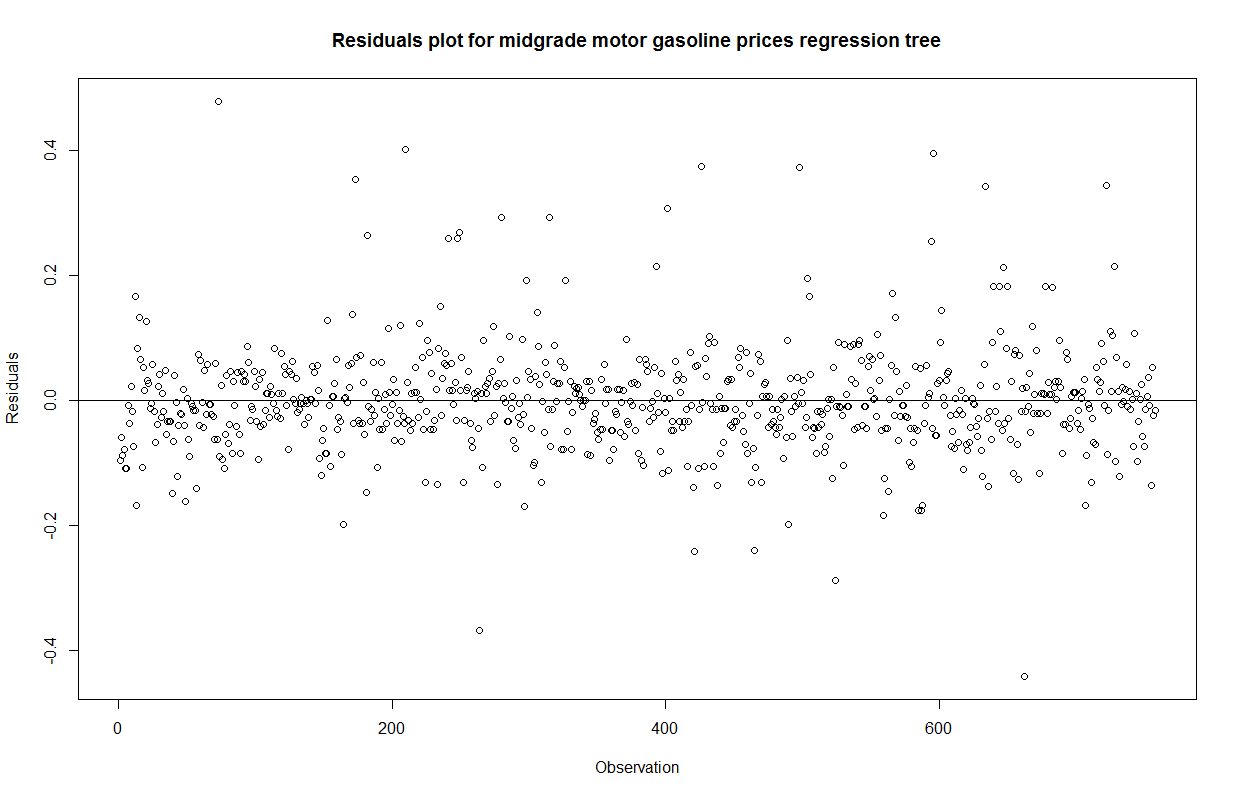 Residuals plot for midgrade motor gasoline prices regression tree
Residuals
0.4
0.2
0.0
-0.2
-0.4
0 200 400 600
Observation